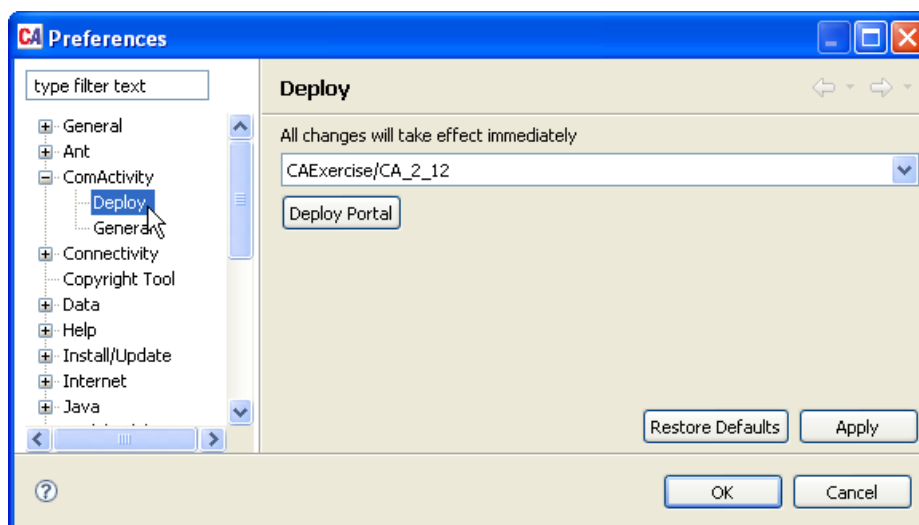 CA Preferences
type filter text
Deploy
General
Ant
ComActivity
Deploy
General
Connectivity
Copyright Tool
Data
Help
Install/Update
Internet
Java
All changes will take effect immediately
CAExercise/CA_2_12
Deploy Portal
Restore Defaults
Apply
?
OK
Cancel